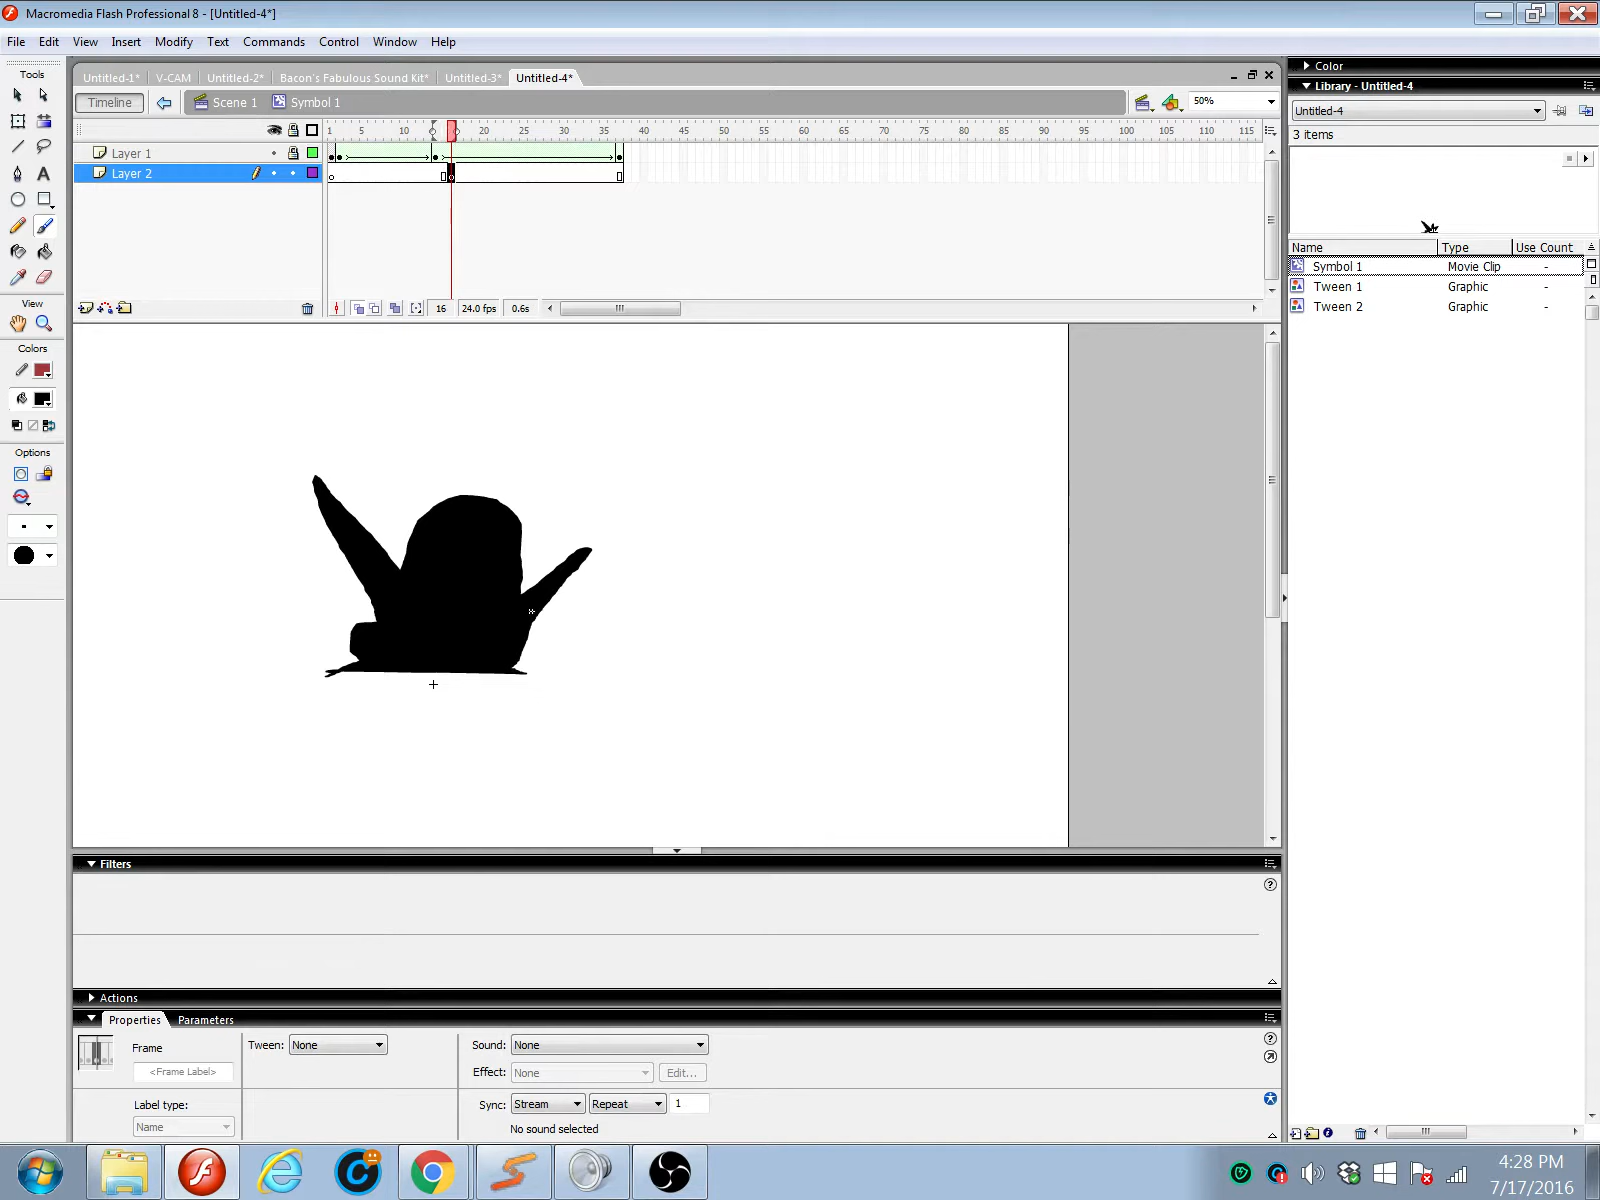 Macromedia Flash Professional 8 - [Untitled-4*]
File Edit View Insert Modify Text Commands Control Window Help
Tools
Untitled-1* V-CAM Untitled-2* Bacon's Fabulous Sound Kit* Untitled-3* Untitled-4*
Timeline Scene 1 Symbol 1 50%
1 5 10 20 25 30 35 40 45 50 55 60 65 70 75 80 85 90 95 100 105 110 115
Layer 1
Layer 2
16 24.0 fps 0.6s
View
Colors
Options
Color
Library - Untitled-4
Untitled-4
3 items
Name Type Use Count
Symbol 1 Movie Clip -
Tween 1 Graphic -
Tween 2 Graphic -
Filters
Actions
Properties Parameters
Frame Tween: None Sound: None
<Frame Label> Effect: None Edit...
Label type: Sync: Stream Repeat 1
Name No sound selected
4:28 PM
7/17/2016